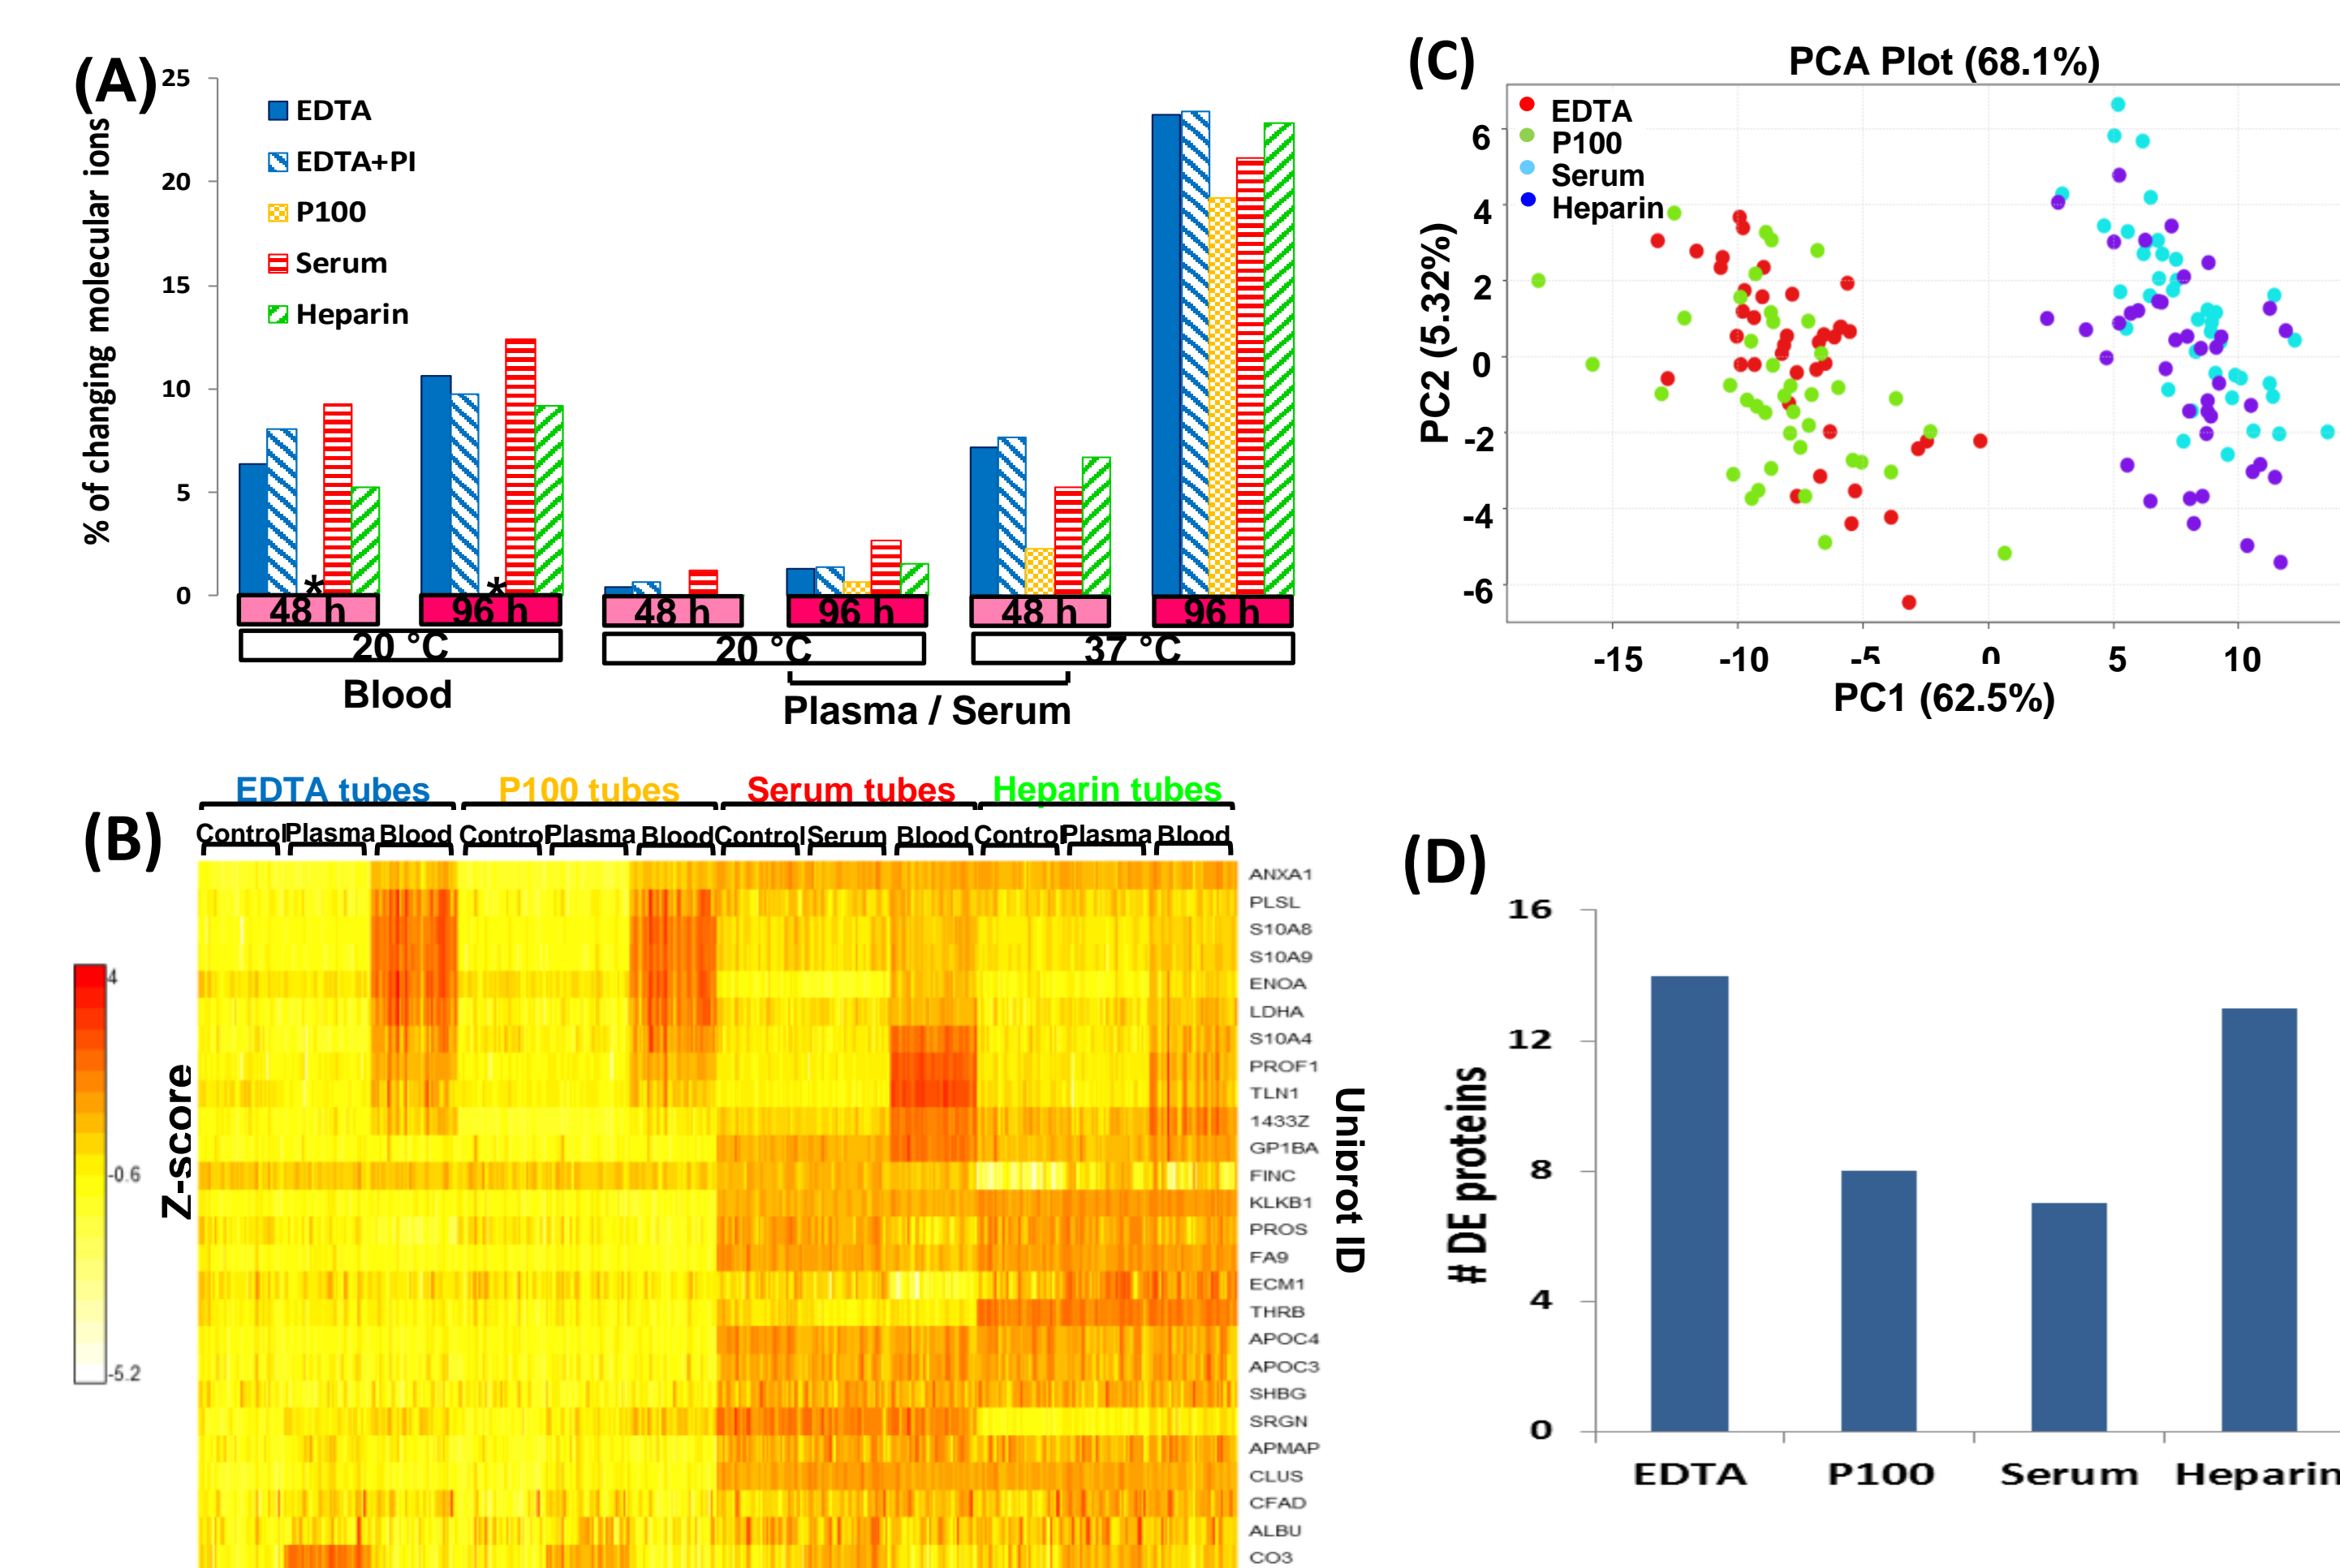 (A)
% of changing molecular ions
25
20
15
10
5
0
EDTA
EDTA+PI
P100
Serum
Heparin
*
*
48 h
96 h
48 h
96 h
48 h
96 h
20 °C
20 °C
37 °C
Blood
Plasma / Serum
(C)
PCA Plot (68.1%)
EDTA
P100
Serum
Heparin
PC2 (5.32%)
6
4
2
0
-2
-4
-6
-15
-10
-5
0
5
10
PC1 (62.5%)
(B)
EDTA tubes
P100 tubes
Serum tubes
Heparin tubes
Control Plasma Blood Control Plasma Blood Control Serum Blood Control Plasma Blood
4
-0.6
-5.2
Z-score
ANXA1
PLSL
S10A8
S10A9
ENOA
LDHA
S10A4
PROF1
TLN1
1433Z
GP1BA
FINC
KLKB1
PROS
FA9
ECM1
THRB
APOC4
APOC3
SHBG
SRGN
APMAP
CLUS
CFAD
ALBU
CO3
Uniprot ID
(D)
# DE proteins
16
12
8
4
0
EDTA
P100
Serum
Heparin